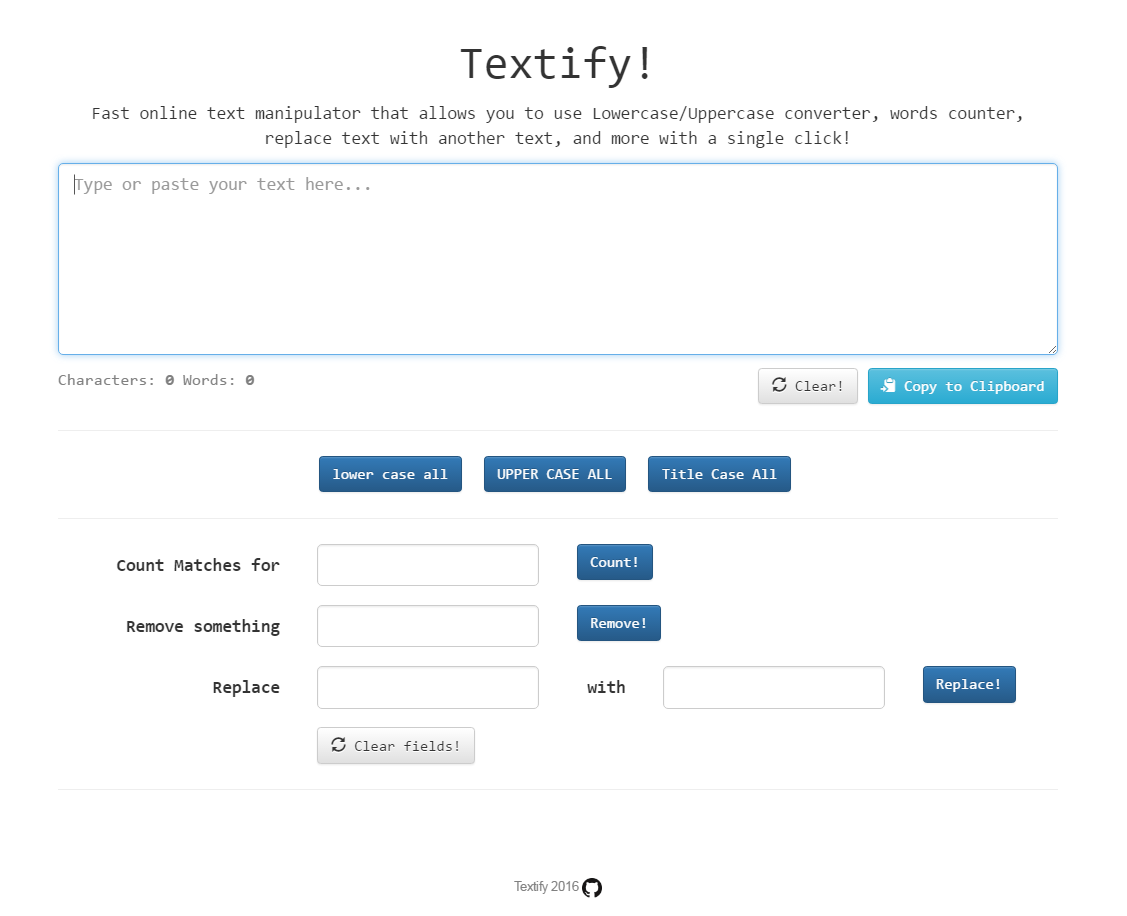 Textify!
Fast online text manipulator that allows you to use Lowercase/Uppercase converter, words counter,
replace text with another text, and more with a single click!
Type or paste your text here...
Characters: 0 Words: 0
Clear! Copy to Clipboard
lower case all UPPER CASE ALL Title Case All
Count Matches for Count!
Remove something Remove!
Replace with Replace!
Clear fields!
Textify 2016